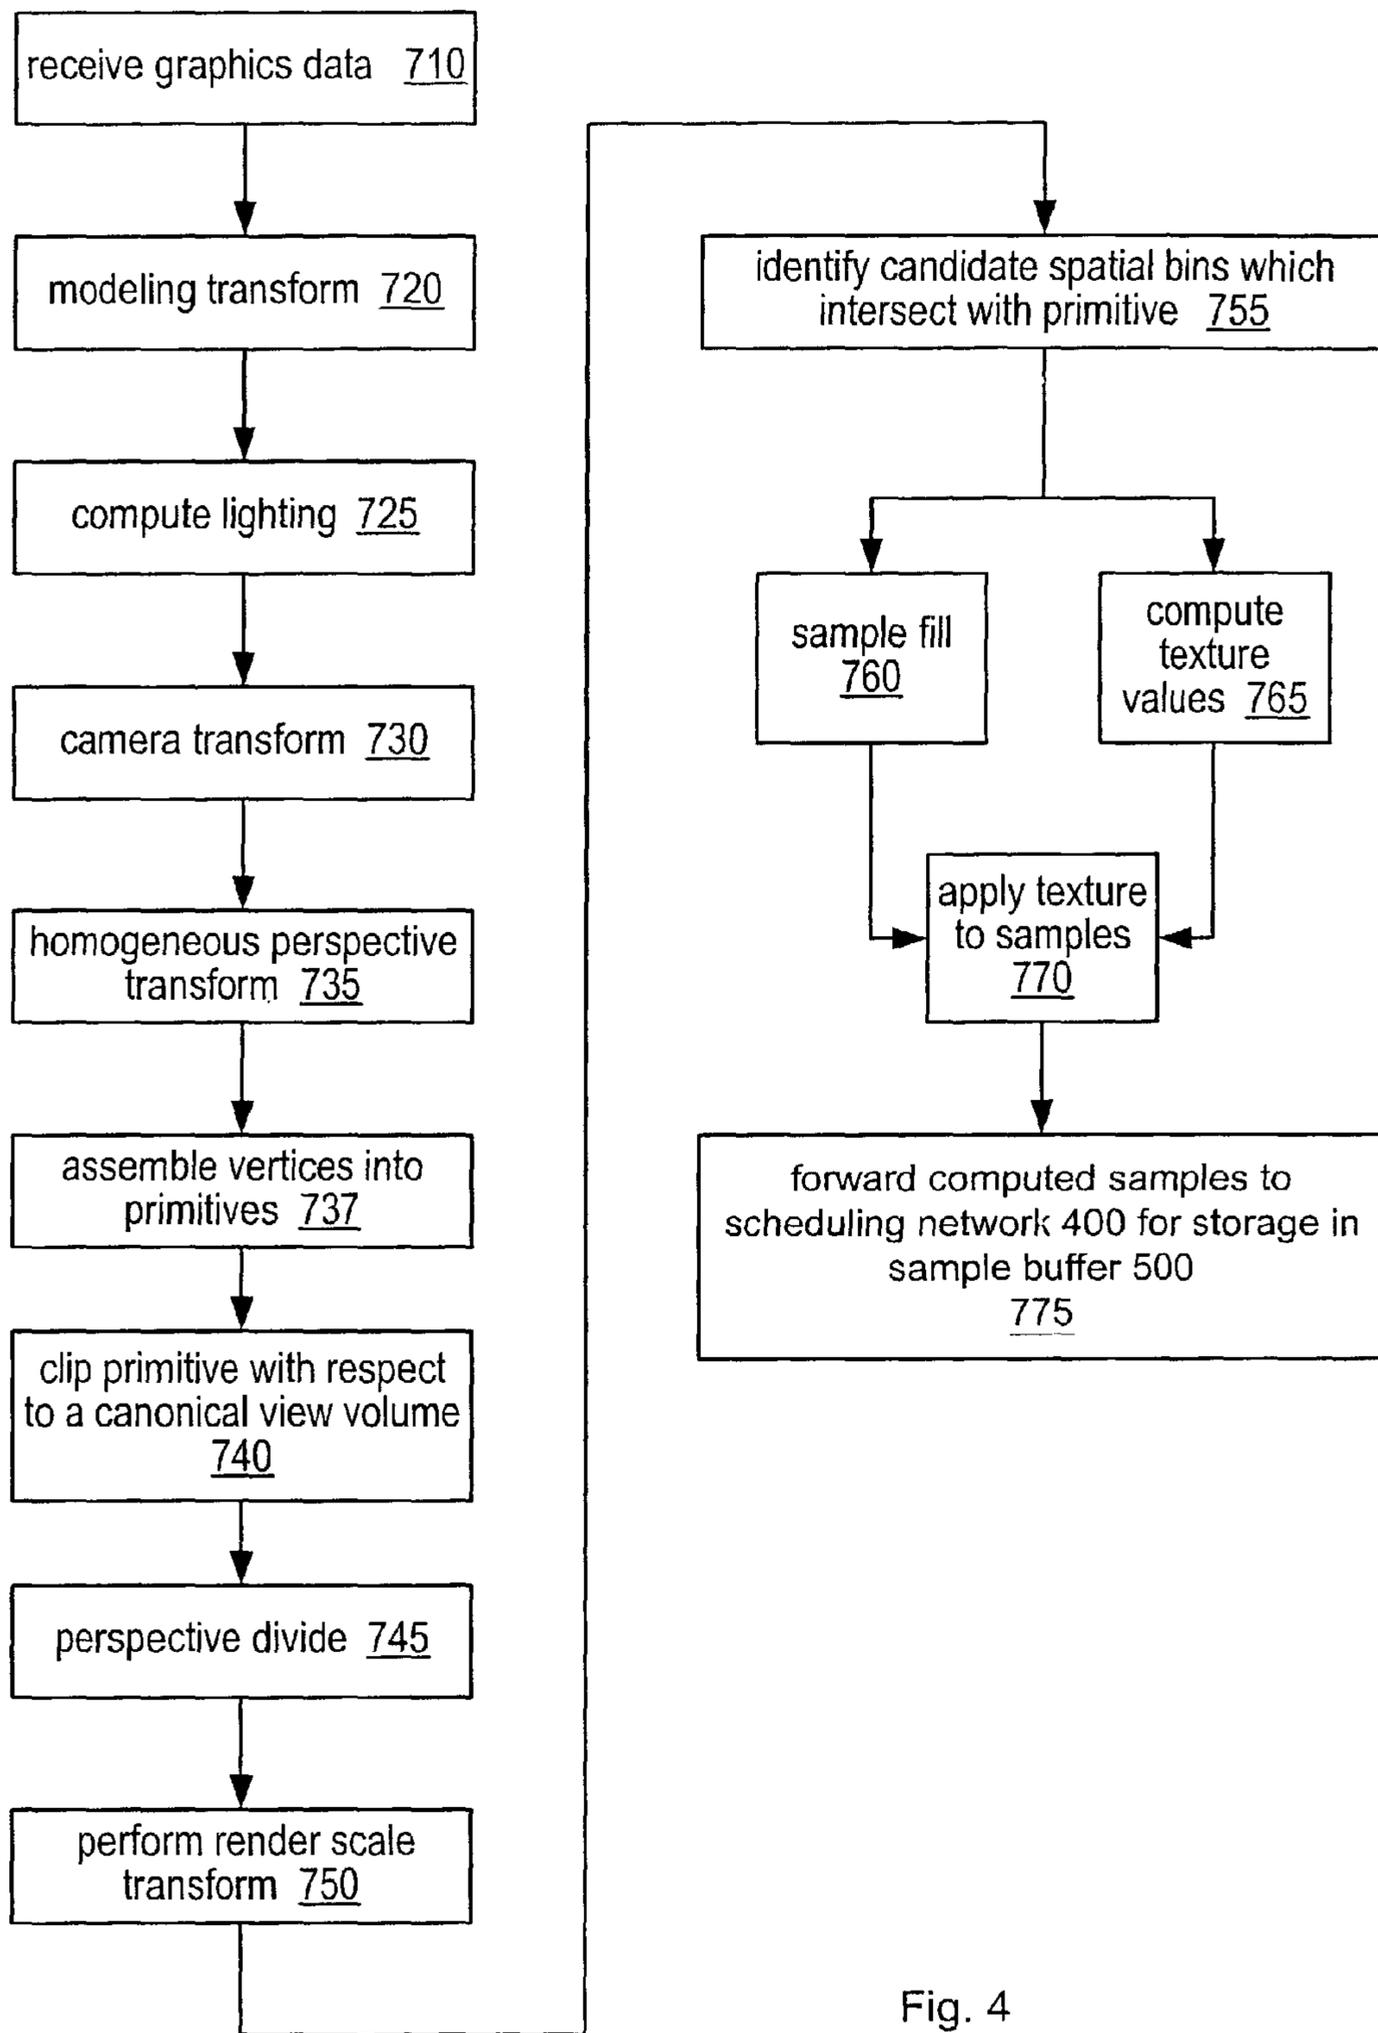 receive graphics data 710
modeling transform 720
compute lighting 725
camera transform 730
homogeneous perspective
transform 735
assemble vertices into
primitives 737
clip primitive with respect
to a canonical view volume
740
perspective divide 745
perform render scale
transform 750
identify candidate spatial bins which
intersect with primitive 755
sample fill
760
compute
texture
values 765
apply texture
to samples
770
forward computed samples to
scheduling network 400 for storage in
sample buffer 500
775
Fig. 4